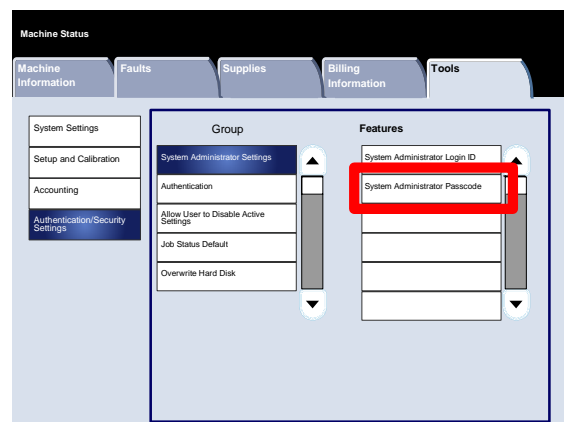 Machine Status
Machine
Information
Faults
Supplies
Billing
Information
Tools
System Settings
Setup and Calibration
Accounting
Authentication/Security
Settings
Group
System Administrator Settings
Authentication
Allow User to Disable Active
Settings
Job Status Default
Overwrite Hard Disk
Features
System Administrator Login ID
System Administrator Passcode